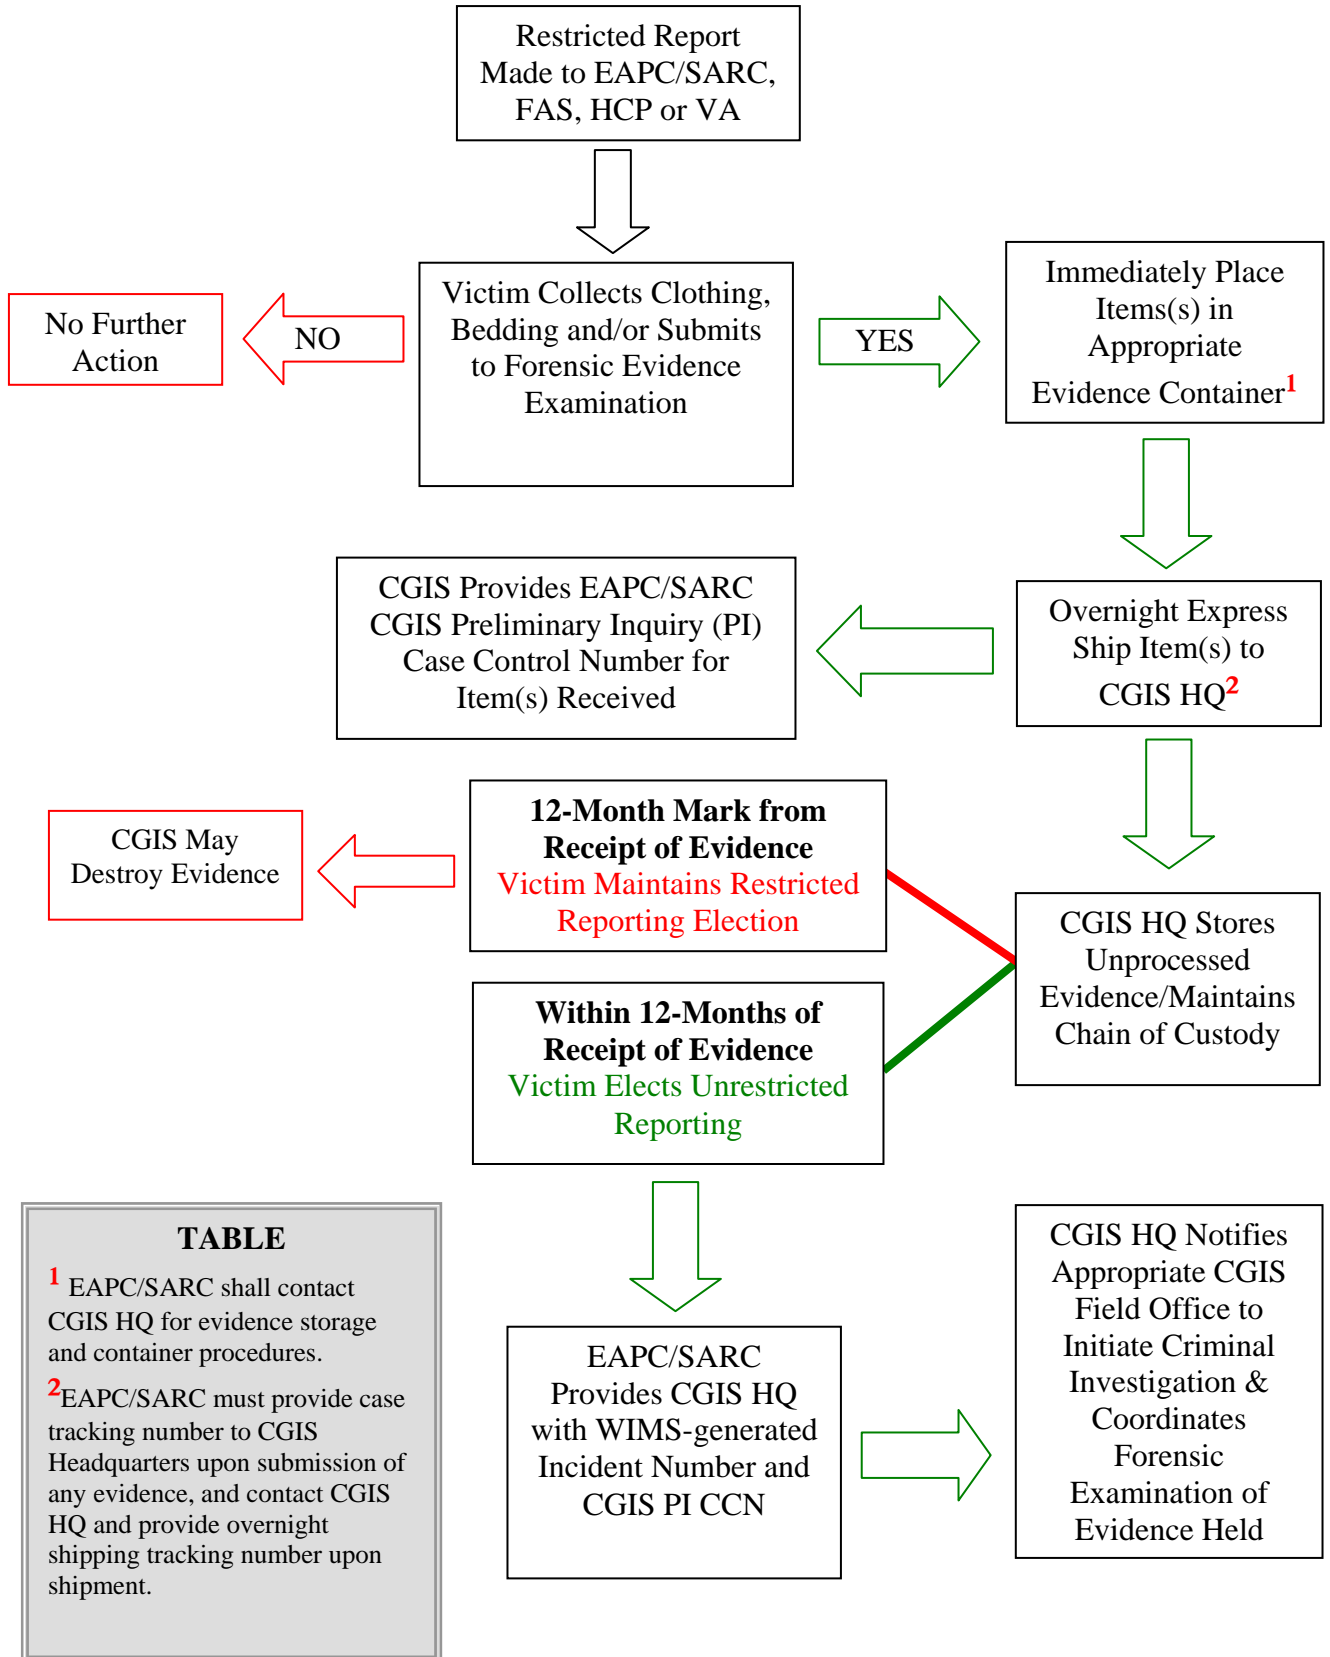 Restricted Report
Made to EAPC/SARC,
FAS, HCP or VA
Victim Collects Clothing,
Bedding and/or Submits
to Forensic Evidence
Examination
NO
No Further
Action
YES
Immediately Place
Items(s) in
Appropriate
Evidence Container1
Overnight Express
Ship Item(s) to
CGIS HQ2
CGIS Provides EAPC/SARC
CGIS Preliminary Inquiry (PI)
Case Control Number for
Item(s) Received
CGIS HQ Stores
Unprocessed
Evidence/Maintains
Chain of Custody
12-Month Mark from
Receipt of Evidence
Victim Maintains Restricted
Reporting Election
CGIS May
Destroy Evidence
Within 12-Months of
Receipt of Evidence
Victim Elects Unrestricted
Reporting
EAPC/SARC
Provides CGIS HQ
with WIMS-generated
Incident Number and
CGIS PI CCN
CGIS HQ Notifies
Appropriate CGIS
Field Office to
Initiate Criminal
Investigation &
Coordinates
Forensic
Examination of
Evidence Held
TABLE
1 EAPC/SARC shall contact
CGIS HQ for evidence storage
and container procedures.
2EAPC/SARC must provide case
tracking number to CGIS
Headquarters upon submission of
any evidence, and contact CGIS
HQ and provide overnight
shipping tracking number upon
shipment.